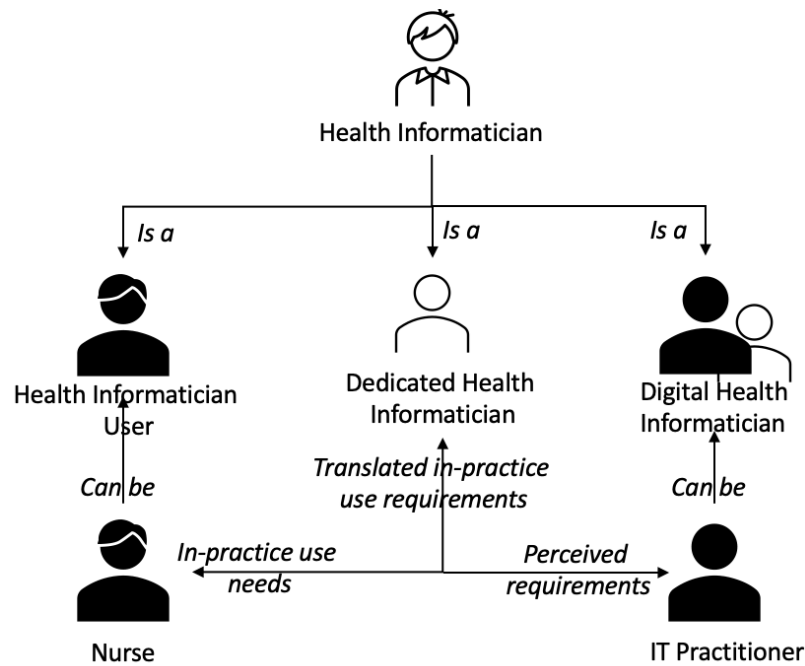 Health Informatician
Is a
Is a
Is a
Health Informatician
User
Dedicated Health
Informatician
Digital Health
Informatician
Can be
Translated in-practice
use requirements
Can be
In-practice use
needs
Perceived
requirements
Nurse
IT Practitioner